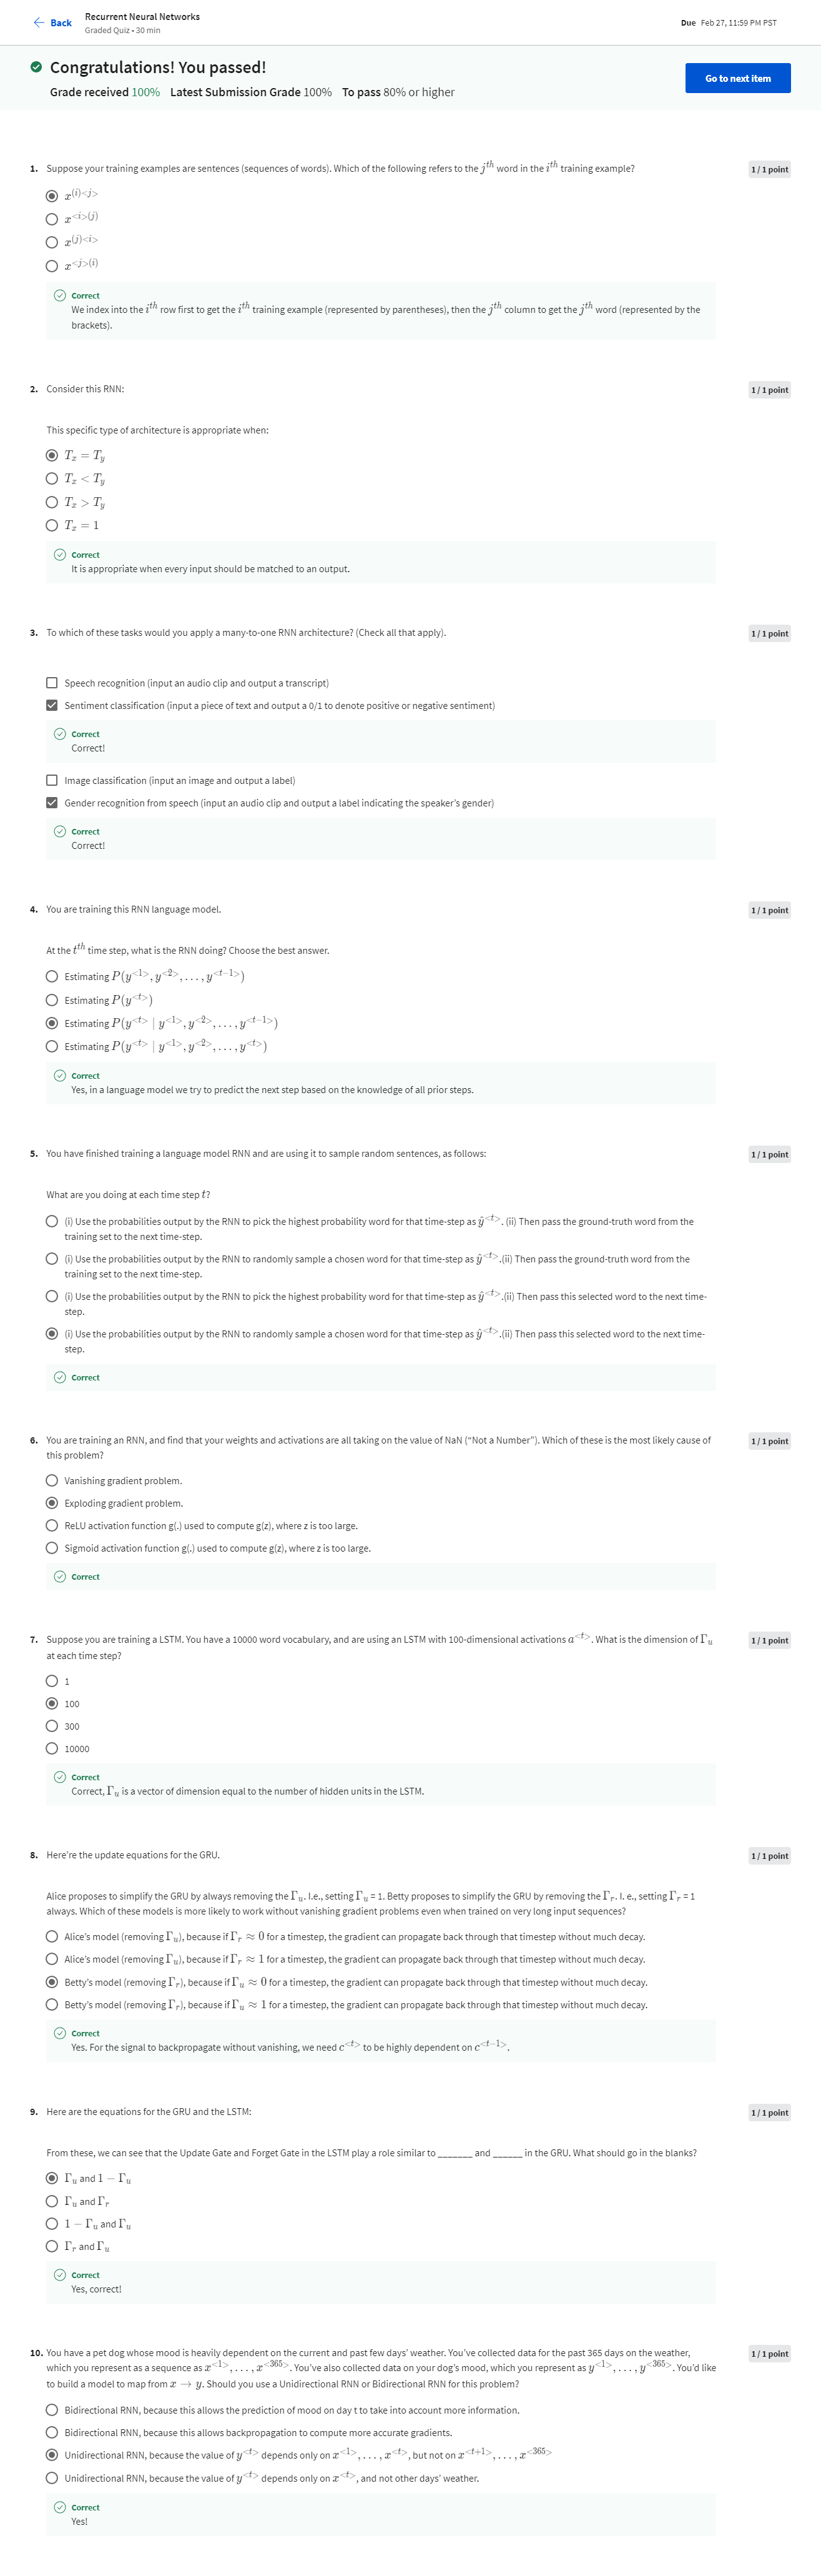 Back
Recurrent Neural Networks
Graded Quiz • 30 min
Due Feb 27, 11:59 PM PST
Congratulations! You passed!
Grade received 100% Latest Submission Grade 100% To pass 80% or higher
Go to next item
1. Suppose your training examples are sentences (sequences of words). Which of the following refers to the j^{th} word in the i^{th} training example?
1 / 1 point
x^{(i)<j>}
x^{<i>(j)}
x^{(j)<i>}
x^{<j>(i)}
Correct
We index into the i^{th} row first to get the i^{th} training example (represented by parentheses), then the j^{th} column to get the j^{th} word (represented by the
brackets).
2. Consider this RNN:
1 / 1 point
This specific type of architecture is appropriate when:
T_x = T_y
T_x < T_y
T_x > T_y
T_x = 1
Correct
It is appropriate when every input should be matched to an output.
3. To which of these tasks would you apply a many-to-one RNN architecture? (Check all that apply).
1 / 1 point
Speech recognition (input an audio clip and output a transcript)
Sentiment classification (input a piece of text and output a 0/1 to denote positive or negative sentiment)
Correct
Correct!
Image classification (input an image and output a label)
Gender recognition from speech (input an audio clip and output a label indicating the speaker's gender)
Correct
Correct!
4. You are training this RNN language model.
1 / 1 point
At the t^{th} time step, what is the RNN doing? Choose the best answer.
Estimating P(y^{<1>}, y^{<2>}, . . . , y^{<t−1>})
Estimating P(y^{<t>})
Estimating P(y^{<t>} | y^{<1>}, y^{<2>}, . . . , y^{<t−1>})
Estimating P(y^{<t>} | y^{<1>}, y^{<2>}, . . . , y^{<t>})
Correct
Yes, in a language model we try to predict the next step based on the knowledge of all prior steps.
5. You have finished training a language model RNN and are using it to sample random sentences, as follows:
1 / 1 point
What are you doing at each time step t?
(i) Use the probabilities output by the RNN to pick the highest probability word for that time-step as ŷ^{<t>}. (ii) Then pass the ground-truth word from the
training set to the next time-step.
(i) Use the probabilities output by the RNN to randomly sample a chosen word for that time-step as ŷ^{<t>}.(ii) Then pass the ground-truth word from the
training set to the next time-step.
(i) Use the probabilities output by the RNN to pick the highest probability word for that time-step as ŷ^{<t>}.(ii) Then pass this selected word to the next time-
step.
(i) Use the probabilities output by the RNN to randomly sample a chosen word for that time-step as ŷ^{<t>}.(ii) Then pass this selected word to the next time-
step.
Correct
6. You are training an RNN, and find that your weights and activations are all taking on the value of NaN ("Not a Number"). Which of these is the most likely cause of
this problem?
1 / 1 point
Vanishing gradient problem.
Exploding gradient problem.
ReLU activation function g(.) used to compute g(z), where z is too large.
Sigmoid activation function g(.) used to compute g(z), where z is too large.
Correct
7. Suppose you are training a LSTM. You have a 10000 word vocabulary, and are using an LSTM with 100-dimensional activations a^{<t>}. What is the dimension of Γ_u
at each time step?
1 / 1 point
1
100
300
10000
Correct
Correct, Γ_u is a vector of dimension equal to the number of hidden units in the LSTM.
8. Here're the update equations for the GRU.
1 / 1 point
Alice proposes to simplify the GRU by always removing the Γ_u. I.e., setting Γ_u = 1. Betty proposes to simplify the GRU by removing the Γ_r. I. e., setting Γ_r = 1
always. Which of these models is more likely to work without vanishing gradient problems even when trained on very long input sequences?
Alice's model (removing Γ_u), because if Γ_r ≈ 0 for a timestep, the gradient can propagate back through that timestep without much decay.
Alice's model (removing Γ_u), because if Γ_r ≈ 1 for a timestep, the gradient can propagate back through that timestep without much decay.
Betty's model (removing Γ_r), because if Γ_u ≈ 0 for a timestep, the gradient can propagate back through that timestep without much decay.
Betty's model (removing Γ_r), because if Γ_u ≈ 1 for a timestep, the gradient can propagate back through that timestep without much decay.
Correct
Yes. For the signal to backpropagate without vanishing, we need c^{<t>} to be highly dependent on c^{<t−1>}.
9. Here are the equations for the GRU and the LSTM:
1 / 1 point
From these, we can see that the Update Gate and Forget Gate in the LSTM play a role similar to _______ and ______ in the GRU. What should go in the blanks?
Γ_u and 1 − Γ_u
Γ_u and Γ_r
1 − Γ_u and Γ_u
Γ_r and Γ_u
Correct
Yes, correct!
10. You have a pet dog whose mood is heavily dependent on the current and past few days' weather. You've collected data for the past 365 days on the weather,
which you represent as a sequence as x^{<1>}, . . . , x^{<365>}. You've also collected data on your dog's mood, which you represent as y^{<1>}, . . . , y^{<365>}. You'd like
to build a model to map from x → y. Should you use a Unidirectional RNN or Bidirectional RNN for this problem?
1 / 1 point
Bidirectional RNN, because this allows the prediction of mood on day t to take into account more information.
Bidirectional RNN, because this allows backpropagation to compute more accurate gradients.
Unidirectional RNN, because the value of y^{<t>} depends only on x^{<1>}, . . . , x^{<t>}, but not on x^{<t+1>}, . . . , x^{<365>}
Unidirectional RNN, because the value of y^{<t>} depends only on x^{<t>}, and not other days' weather.
Correct
Yes!